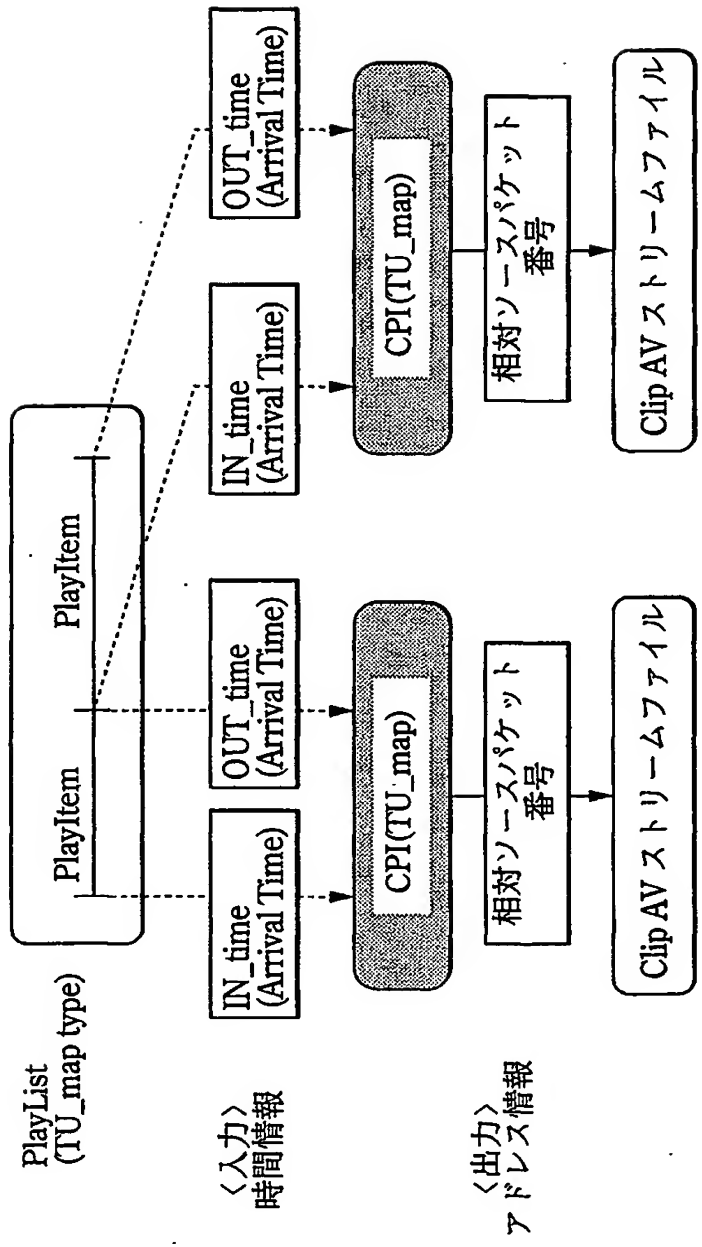 PlayList
(TU_map type)
PlayItem
PlayItem
〈入力〉
時間情報
IN_time
(Arrival Time)
OUT_time
(Arrival Time)
IN_time
(Arrival Time)
OUT_time
(Arrival Time)
CPI(TU_map)
CPI(TU_map)
〈出力〉
アドレス情報
相対ソースパケット
番号
相対ソースパケット
番号
Clip AV ストリームファイル
Clip AV ストリームファイル